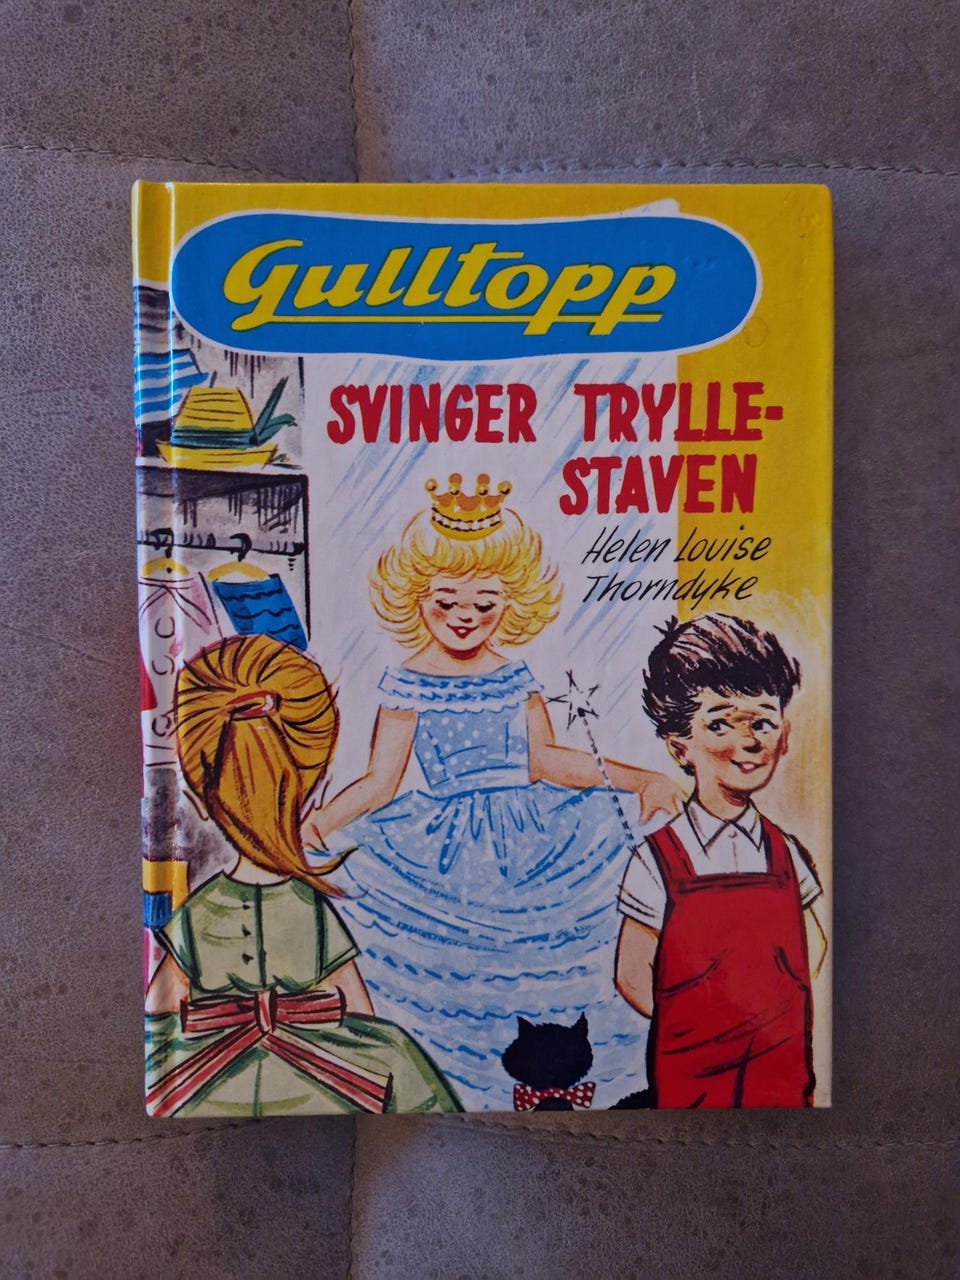 Gulltopp
SVINGER TRYLLE-
STAVEN
Helen Louise
Thorndyke